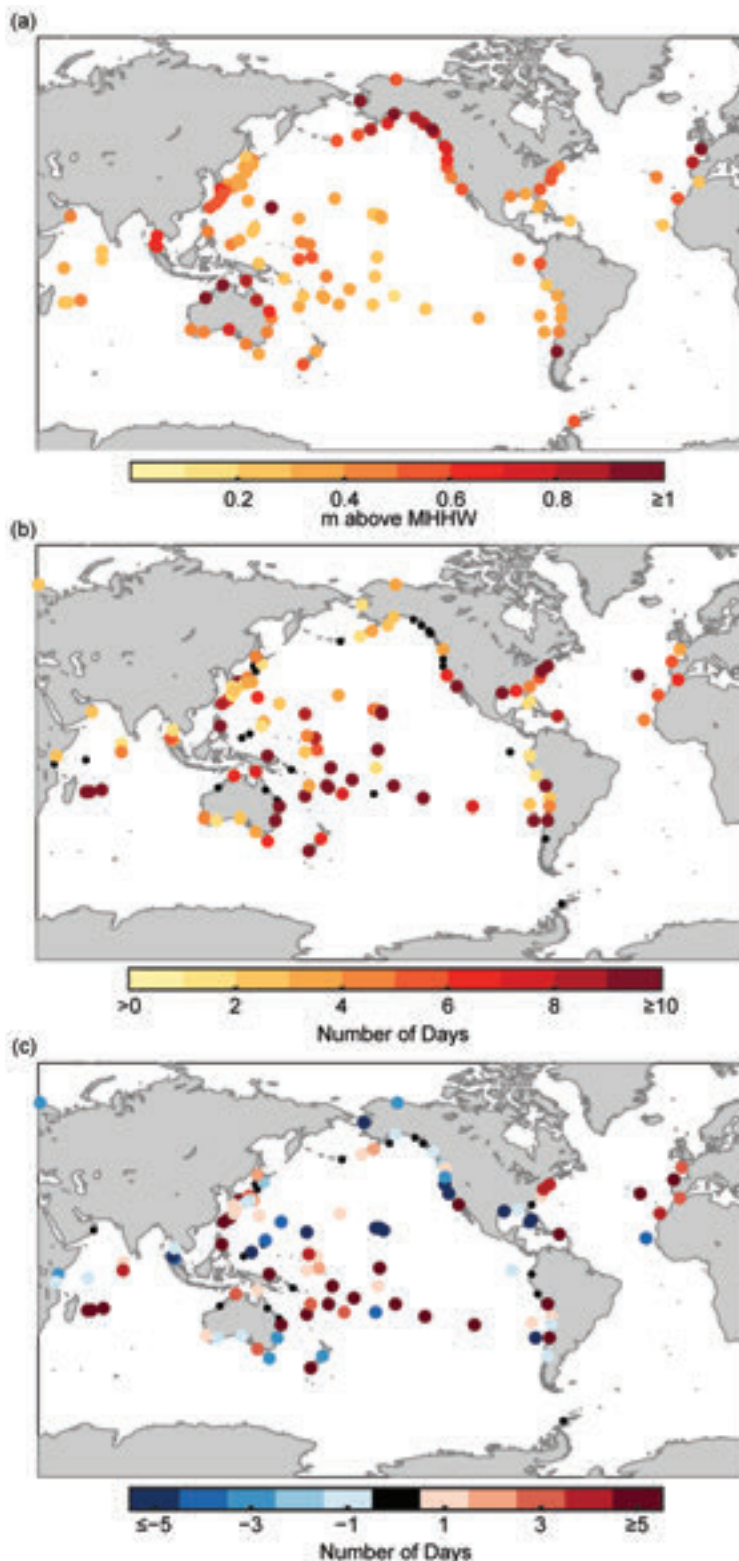 (a)
0.2 0.4 0.6 0.8 ≥1
m above MHHW
(b)
>0 2 4 6 8 ≥10
Number of Days
(c)
≤−5 −3 −1 1 3 ≥5
Number of Days